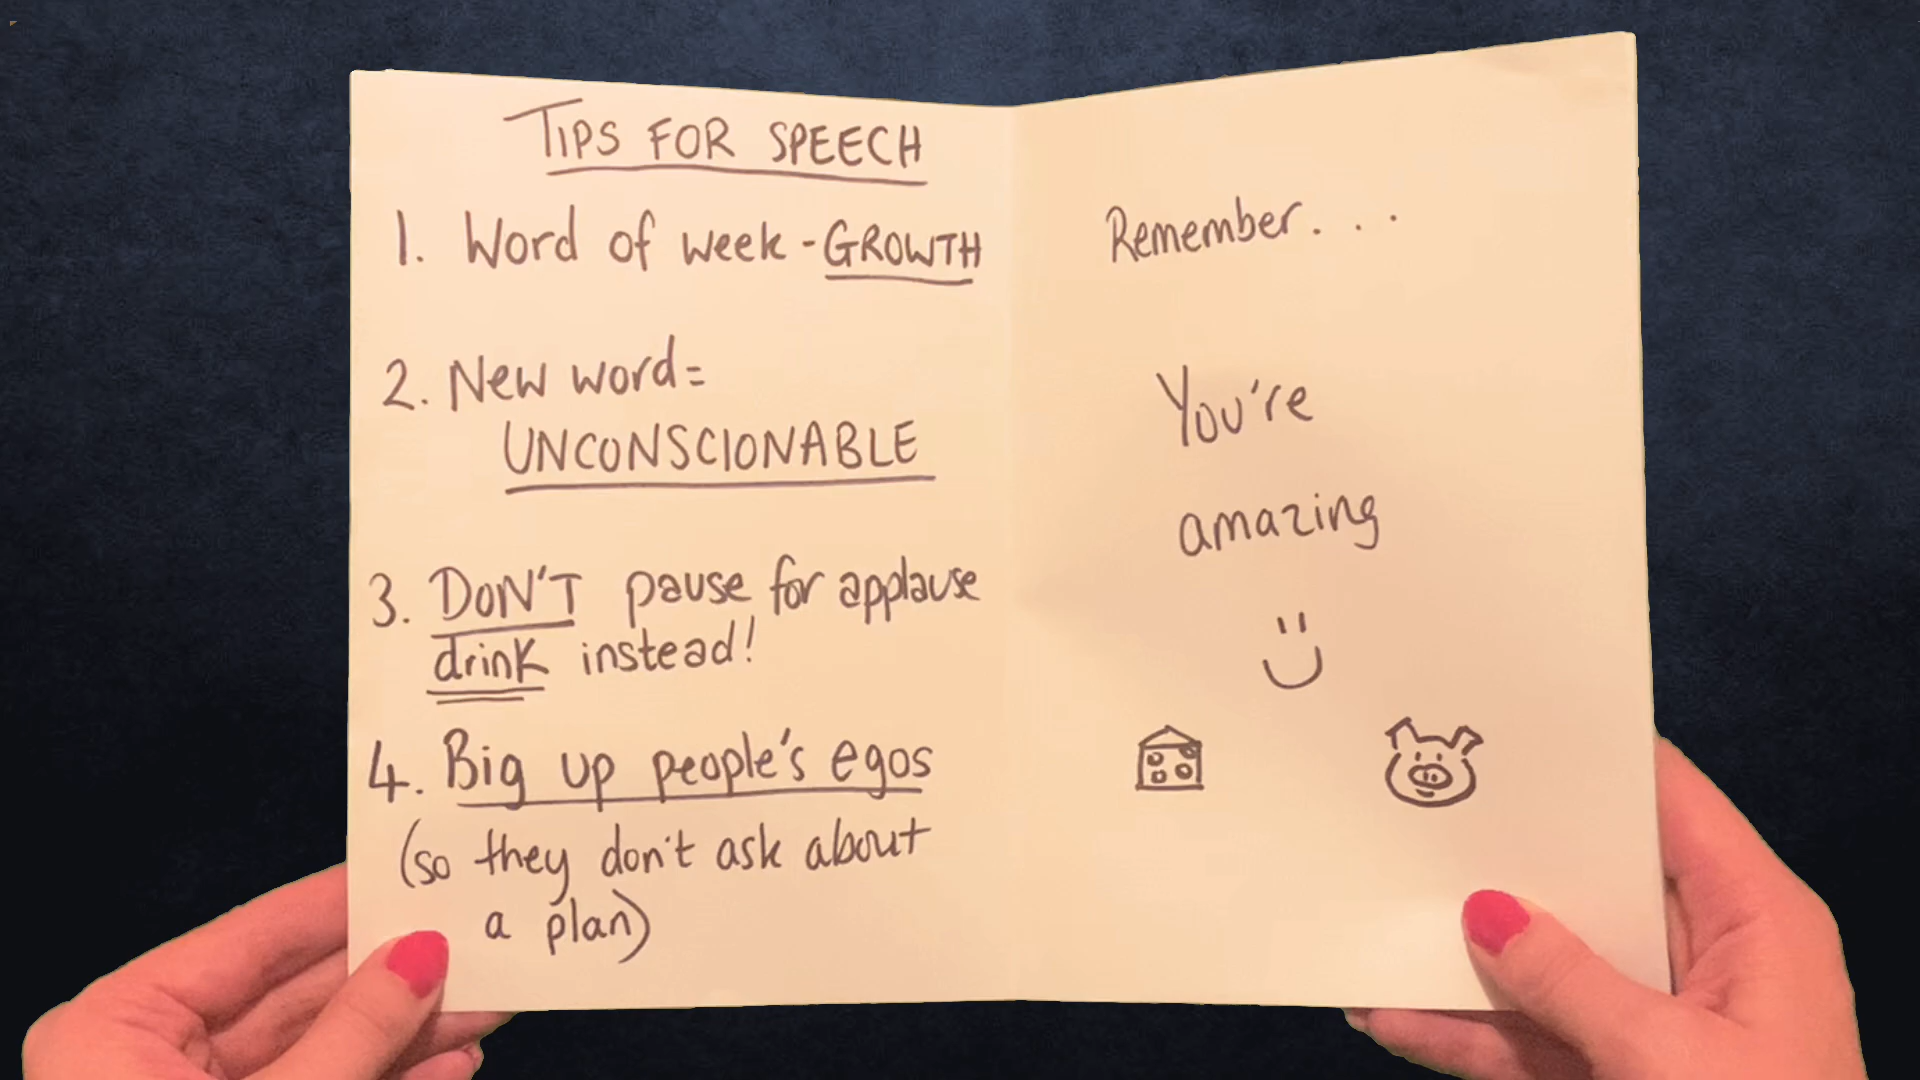 TIPS FOR SPEECH
1. Word of week - GROWTH
2. New word =
UNCONSCIONABLE
3. DON'T pause for applause
drink instead!
4. Big up people's egos
(so they don't ask about
a plan)
Remember...
You're
amazing